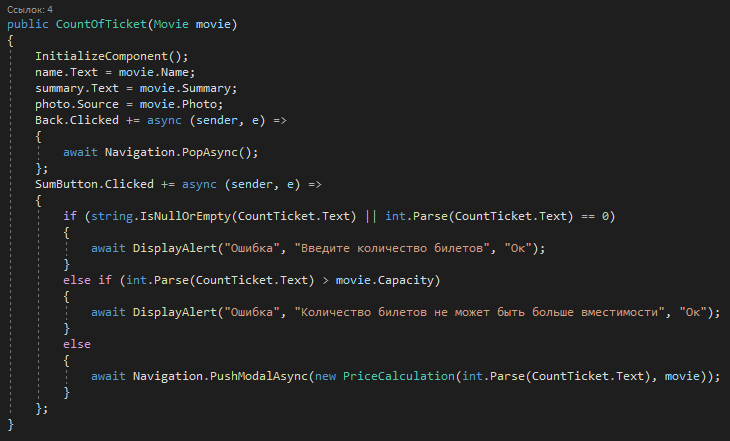 Ссылок: 4
public CountOfTicket(Movie movie)
{
    InitializeComponent();
    name.Text = movie.Name;
    summary.Text = movie.Summary;
    photo.Source = movie.Photo;
    Back.Clicked += async (sender, e) =>
    {
        await Navigation.PopAsync();
    };
    SumButton.Clicked += async (sender, e) =>
    {
        if (string.IsNullOrEmpty(CountTicket.Text) || int.Parse(CountTicket.Text) == 0)
        {
            await DisplayAlert("Ошибка", "Введите количество билетов", "Ок");
        }
        else if (int.Parse(CountTicket.Text) > movie.Capacity)
        {
            await DisplayAlert("Ошибка", "Количество билетов не может быть больше вместимости", "Ок");
        }
        else
        {
            await Navigation.PushModalAsync(new PriceCalculation(int.Parse(CountTicket.Text), movie));
        }
    };
}